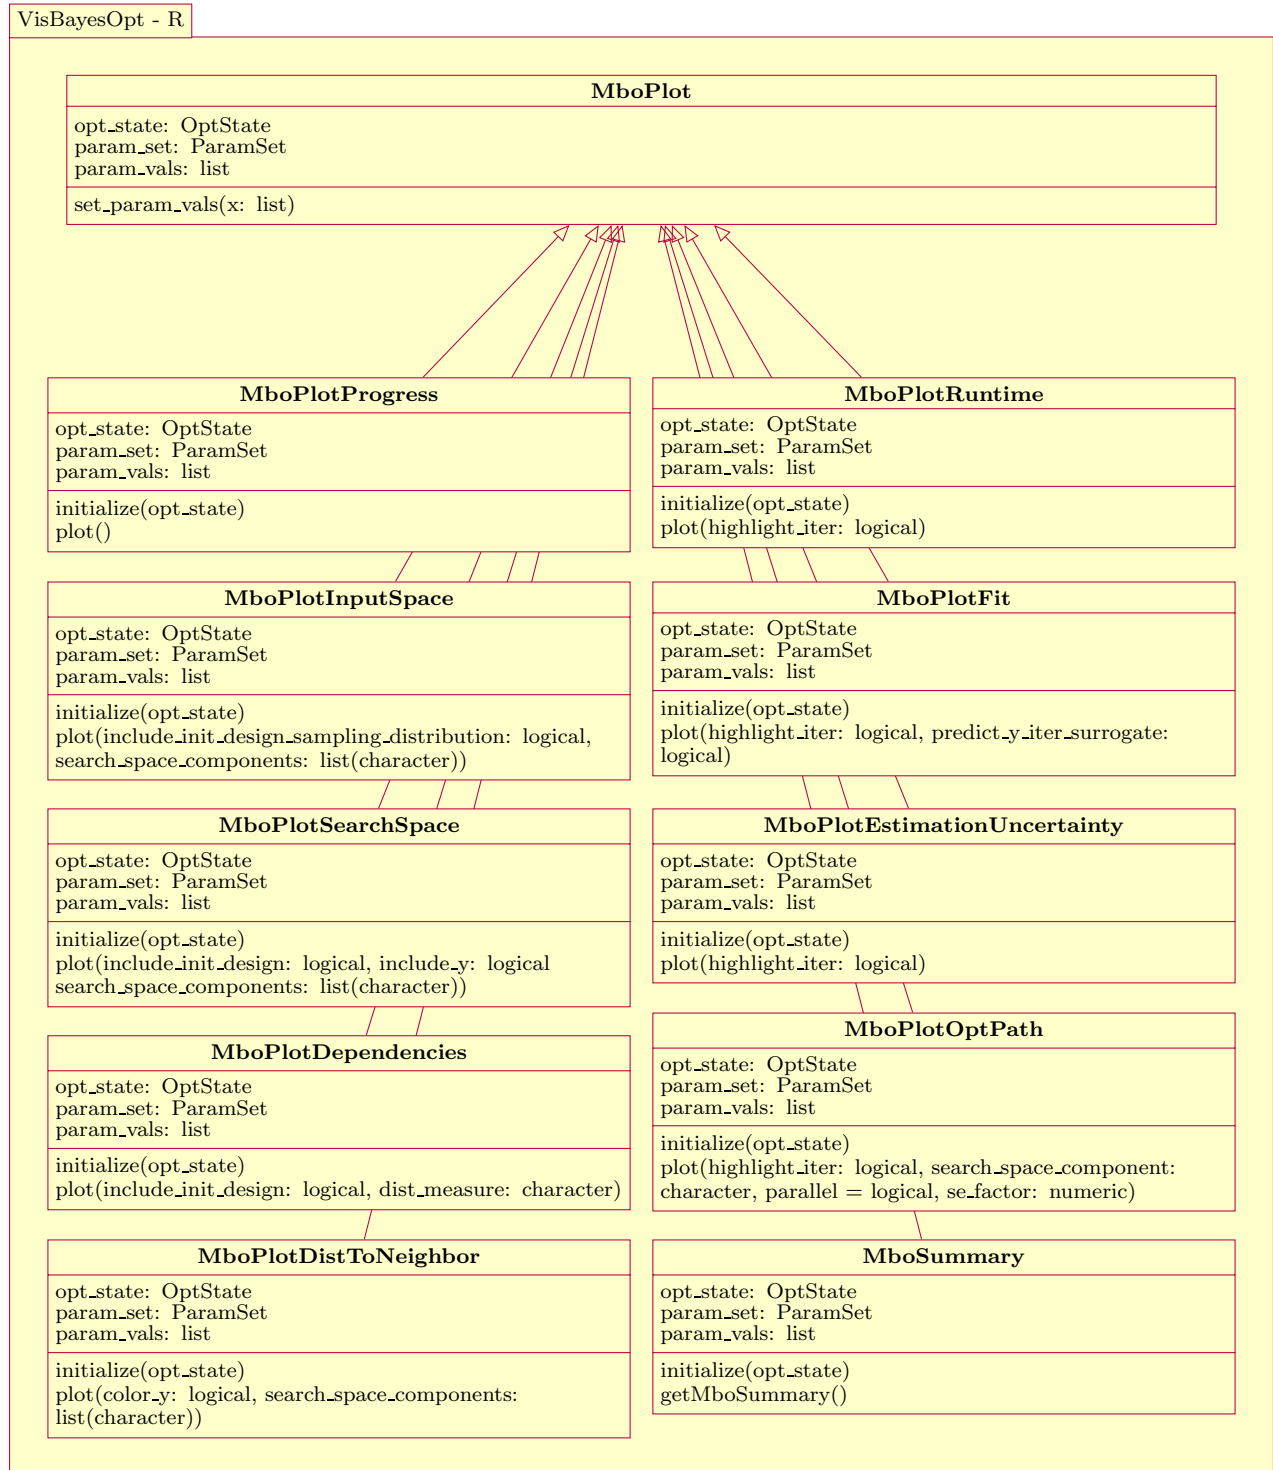 VisBayesOpt - R
MboPlot
opt_state: OptState
param_set: ParamSet
param_vals: list
set_param_vals(x: list)
MboPlotProgress
opt_state: OptState
param_set: ParamSet
param_vals: list
initialize(opt_state)
plot()
MboPlotRuntime
opt_state: OptState
param_set: ParamSet
param_vals: list
initialize(opt_state)
plot(highlight_iter: logical)
MboPlotInputSpace
opt_state: OptState
param_set: ParamSet
param_vals: list
initialize(opt_state)
plot(include_init_design_sampling_distribution: logical,
search_space_components: list(character))
MboPlotFit
opt_state: OptState
param_set: ParamSet
param_vals: list
initialize(opt_state)
plot(highlight_iter: logical, predict_y_iter_surrogate:
logical)
MboPlotSearchSpace
opt_state: OptState
param_set: ParamSet
param_vals: list
initialize(opt_state)
plot(include_init_design: logical, include_y: logical
search_space_components: list(character))
MboPlotEstimationUncertainty
opt_state: OptState
param_set: ParamSet
param_vals: list
initialize(opt_state)
plot(highlight_iter: logical)
MboPlotDependencies
opt_state: OptState
param_set: ParamSet
param_vals: list
initialize(opt_state)
plot(include_init_design: logical, dist_measure: character)
MboPlotOptPath
opt_state: OptState
param_set: ParamSet
param_vals: list
initialize(opt_state)
plot(highlight_iter: logical, search_space_component:
character, parallel = logical, se_factor: numeric)
MboPlotDistToNeighbor
opt_state: OptState
param_set: ParamSet
param_vals: list
initialize(opt_state)
plot(color_y: logical, search_space_components:
list(character))
MboSummary
opt_state: OptState
param_set: ParamSet
param_vals: list
initialize(opt_state)
getMboSummary()